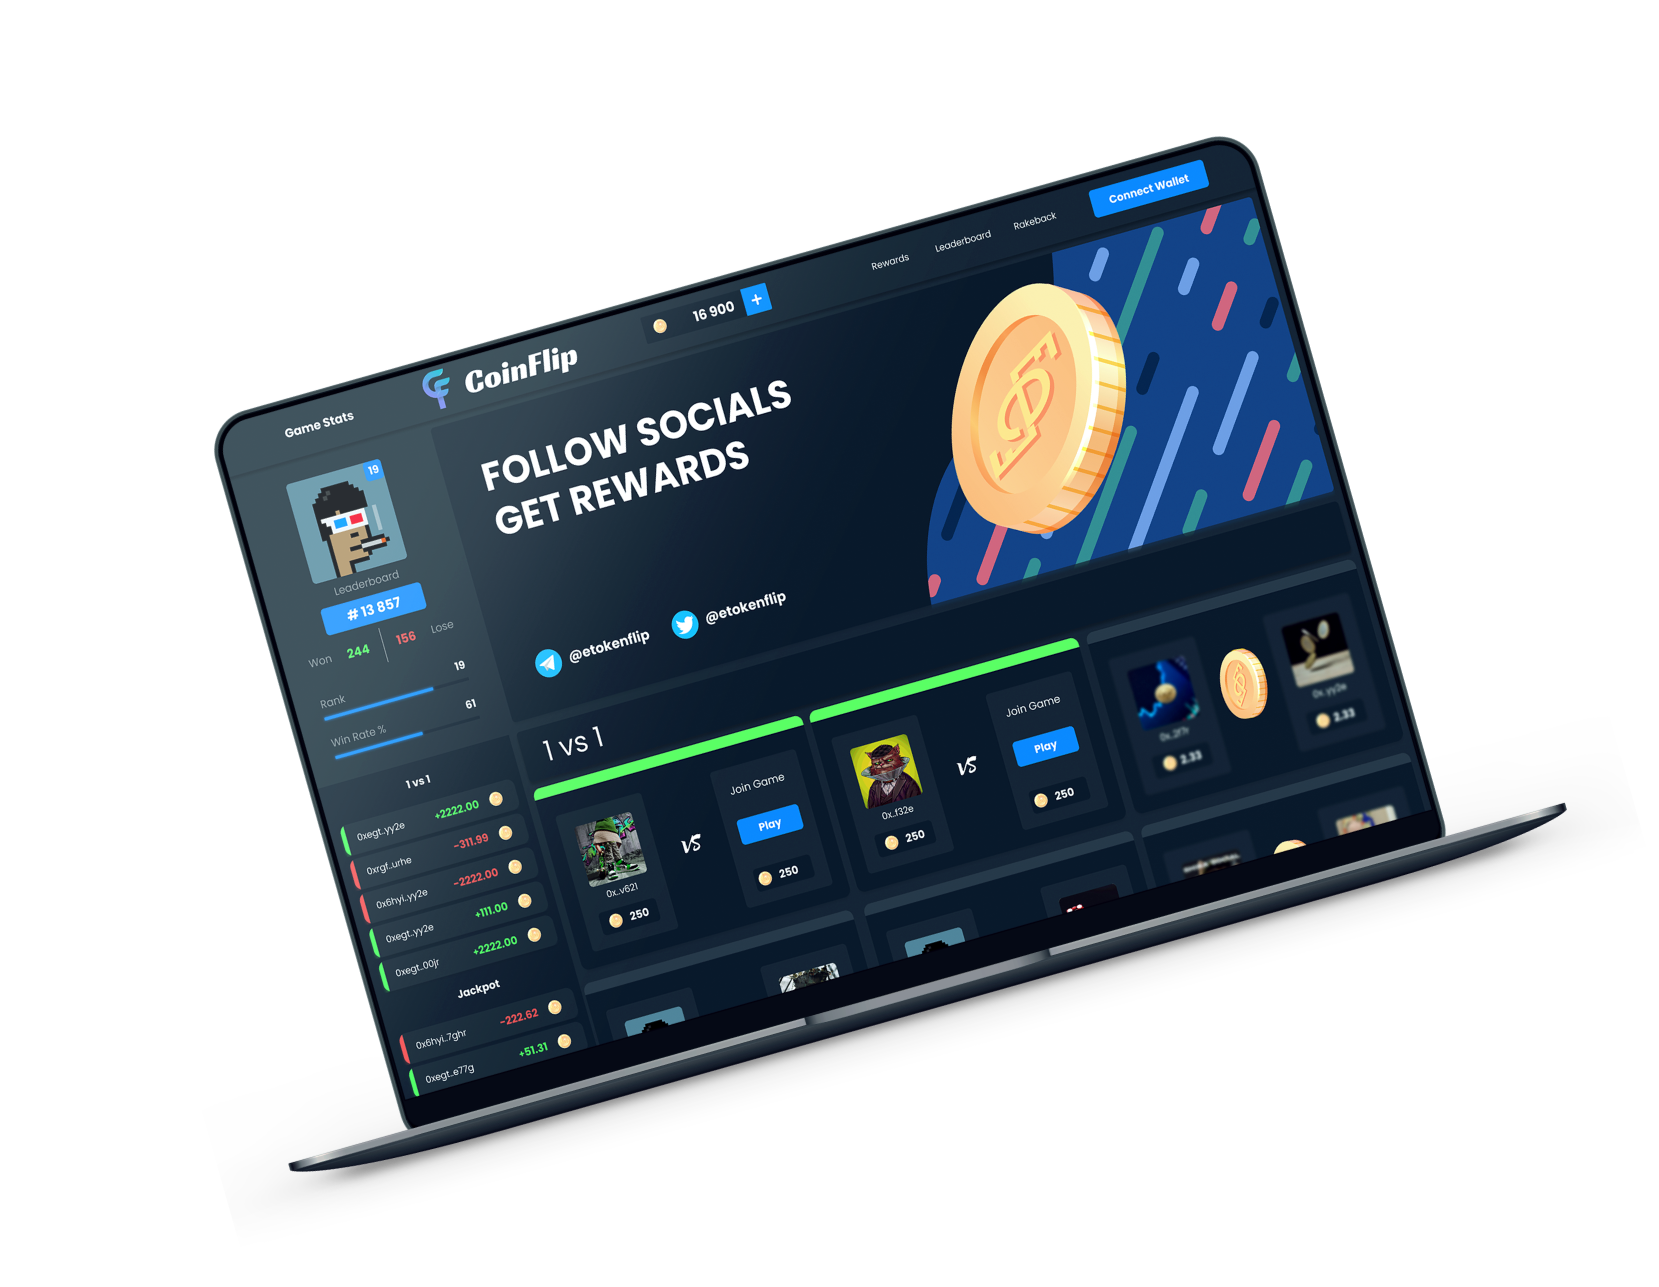 Connect Wallet
Rewards
Leaderboard
Rakeback
16 900
+
CoinFlip
Game Stats
FOLLOW SOCIALS
GET REWARDS
@etokenflip
@etokenflip
19
Leaderboard
# 13 857
Won 244 156 Lose
Rank 19
Win Rate % 61
1 vs 1
0xegt..yy2e +2222.00
0xrgf..urhe -311.99
0x6hyi..yy2e -2222.00
0xegt..yy2e +111.00
0xegt..00jr +2222.00
Jackpot
0x6hyi..7ghr -222.62
0xegt..e77g +51.31
1 vs 1
0x..v621
250
VS
Join Game
Play
250
0x..f32e
250
VS
Join Game
Play
250
2.33
0x..yy2e
2.33